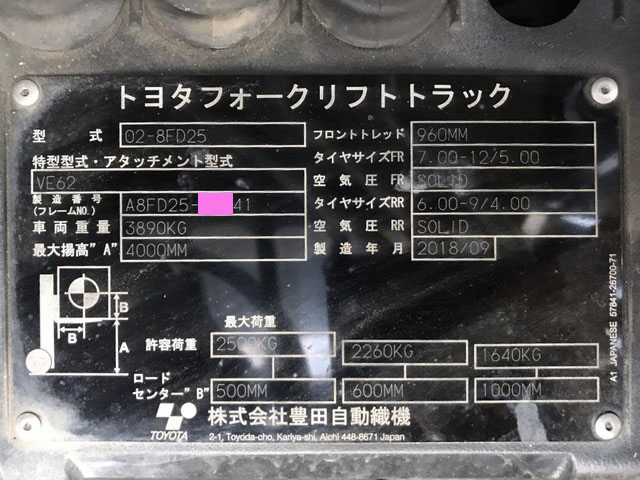 トヨタフォークリフトトラック
型式 02-8FD25 フロントトレッド 960MM
特型型式・アタッチメント型式 タイヤサイズFR 7.00-12/5.00
VE62 空気圧FR SOLID
製造番号(フレームNO.) A8FD25- 41 タイヤサイズRR 6.00-9/4.00
車両重量 3890KG 空気圧RR SOLID
最大揚高"A" 4000MM 製造年月 2018/09
B
B
A
最大荷重
許容荷重 2500KG 2260KG 1640KG
ロードセンター"B" 500MM 600MM 1000MM
TOYOTA 株式会社豊田自動織機
2-1, Toyoda-cho, Kariya-shi, Aichi 448-8671 Japan
A1 JAPANESE 57841-26700-71